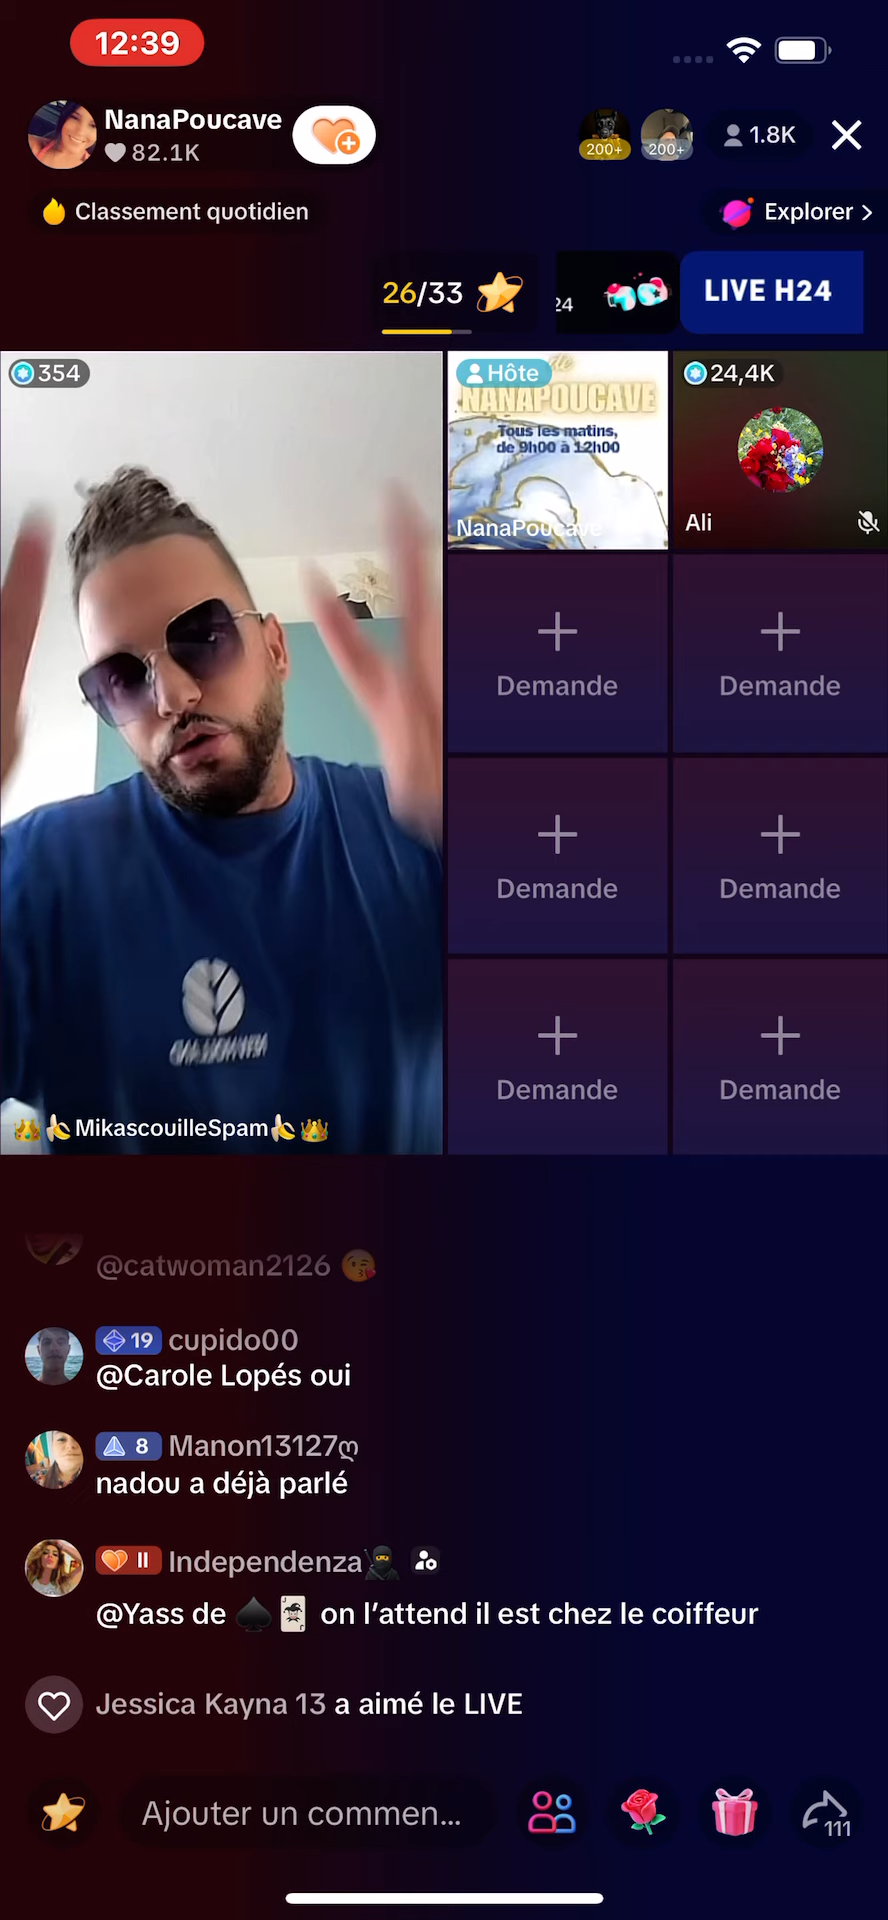 12:39
NanaPoucave
82.1K
200+
200+
1.8K
Classement quotidien
Explorer
26/33
24
LIVE H24
354
Hôte
de
NANAPOUCAVE
Tous les matins,
de 9h00 à 12h00
NanaPoucave
24,4K
Ali
+
Demande
+
Demande
+
Demande
+
Demande
+
Demande
+
Demande
👑🍌MikascouilleSpam🍌👑
@catwoman2126 😘
19 cupido00
@Carole Lopés oui
8 Manon13127ღ
nadou a déjà parlé
II Independenza🥷
@Yass de ♠️🃏 on l’attend il est chez le coiffeur
Jessica Kayna 13 a aimé le LIVE
Ajouter un commen...
111